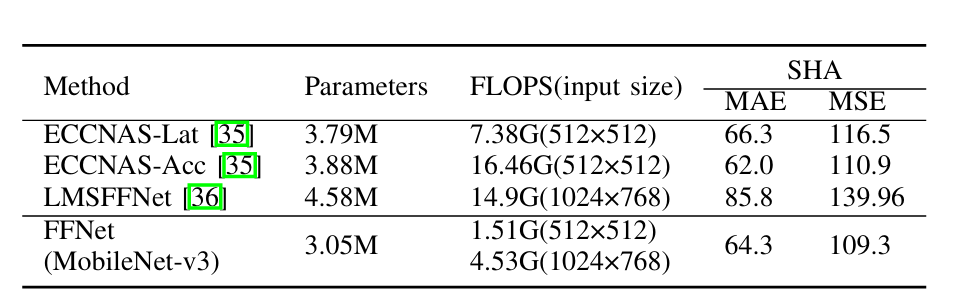 Method Parameters FLOPS(input size) SHA
MAE MSE
ECCNAS-Lat [35] 3.79M 7.38G(512×512) 66.3 116.5
ECCNAS-Acc [35] 3.88M 16.46G(512×512) 62.0 110.9
LMSFFNet [36] 4.58M 14.9G(1024×768) 85.8 139.96
FFNet 1.51G(512×512)
(MobileNet-v3) 3.05M 4.53G(1024×768) 64.3 109.3